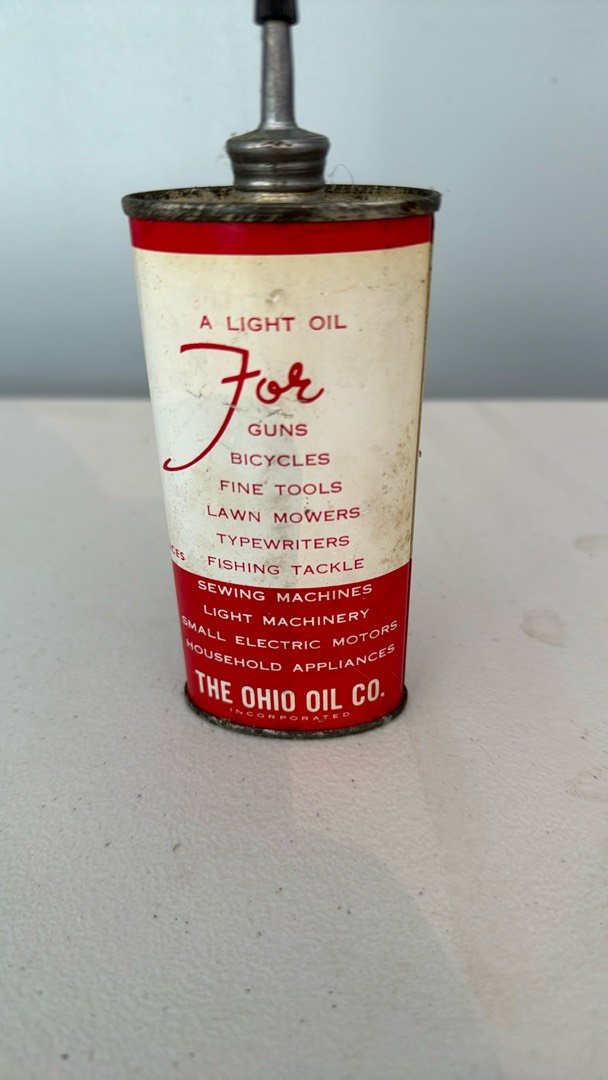 A LIGHT OIL
For
GUNS
BICYCLES
FINE TOOLS
LAWN MOWERS
TYPEWRITERS
FISHING TACKLE
SEWING MACHINES
LIGHT MACHINERY
SMALL ELECTRIC MOTORS
HOUSEHOLD APPLIANCES
THE OHIO OIL CO.
INCORPORATED